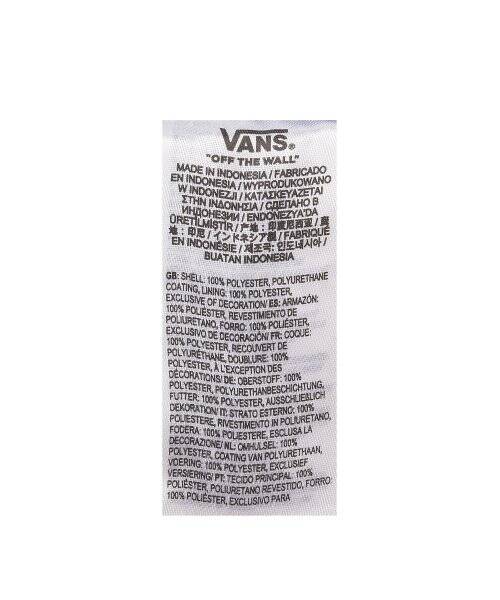 VANS®
"OFF THE WALL"
MADE IN INDONESIA / FABRICADO
EN INDONESIA / WYPRODUKOWANO
W INDONEZJI / ΚΑΤΑΣΚΕΥΑΖΕΤΑΙ
ΣΤΗΝ ΙΝΔΟΝΗΣΙΑ / СДЕЛАНО В
ИНДОНЕЗИИ / ENDONEZYA'DA
ÜRETİLMİŞTİR / 产地：印度尼西亚 / 產
地：印尼 / インドネシア製 / FABRIQUÉ
EN INDONÉSIE / 제조국: 인도네시아 /
BUATAN INDONESIA
GB: SHELL: 100% POLYESTER, POLYURETHANE
COATING, LINING: 100% POLYESTER,
EXCLUSIVE OF DECORATION/ ES: ARMAZÓN:
100% POLIÉSTER, REVESTIMIENTO DE
POLIURETANO, FORRO: 100% POLIÉSTER,
EXCLUSIVO DE DECORACIÓN/ FR: COQUE:
100% POLYESTER, RECOUVERT DE
POLYURÉTHANE, DOUBLURE: 100%
POLYESTER, À L'EXCEPTION DES
DÉCORATIONS/ DE: OBERSTOFF: 100%
POLYESTER, POLYURETHANBESCHICHTUNG,
FUTTER: 100% POLYESTER, AUSSCHLIEßLICH
DEKORATION / IT: STRATO ESTERNO: 100%
POLIESTERE, RIVESTIMENTO IN POLIURETANO,
FODERA: 100% POLIESTERE, ESCLUSA LA
DECORAZIONE/ NL: OMHULSEL: 100%
POLYESTER, COATING VAN POLYURETHAAN,
VOERING: 100% POLYESTER, EXCLUSIEF
VERSIERING/ PT: TECIDO PRINCIPAL: 100%
POLIÉSTER, POLIURETANO REVESTIDO, FORRO:
100% POLIÉSTER, EXCLUSIVO PARA